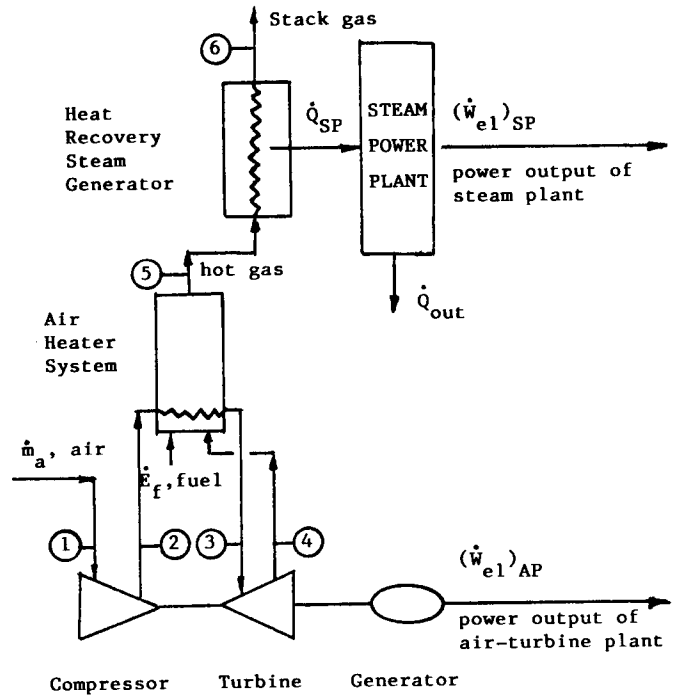 Stack gas
6
Heat
Recovery
Steam
Generator
Q̇SP
STEAM
POWER
PLANT
(Ẇel)SP
power output of
steam plant
5
hot gas
Q̇out
Air
Heater
System
ṁa, air
Ėf,fuel
1
2
3
4
(Ẇel)AP
power output of
air-turbine plant
Compressor
Turbine
Generator